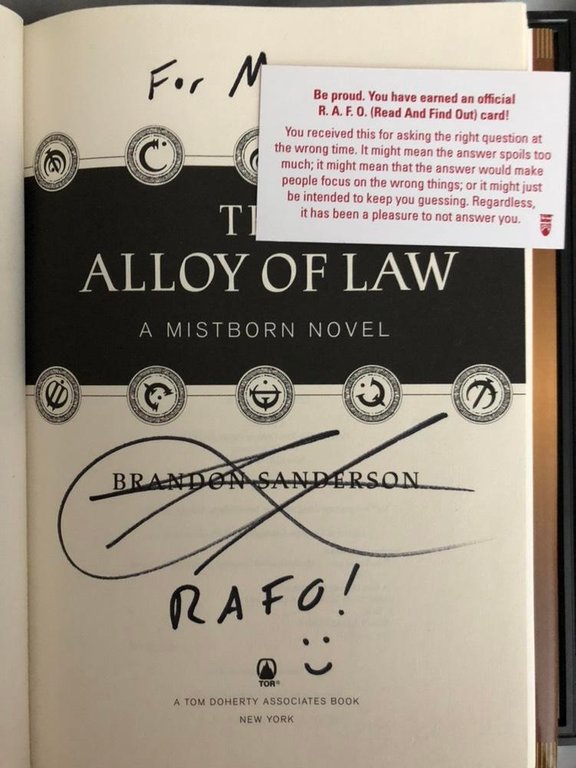 For M
Be proud. You have earned an official
R. A. F. O. (Read And Find Out) card!
You received this for asking the right question at
the wrong time. It might mean the answer spoils too
much; it might mean that the answer would make
people focus on the wrong things; or it might just
be intended to keep you guessing. Regardless,
it has been a pleasure to not answer you.
ALLOY OF LAW
A MISTBORN NOVEL
BRANDON SANDERSON
RAFO!
TOR®
A TOM DOHERTY ASSOCIATES BOOK
NEW YORK